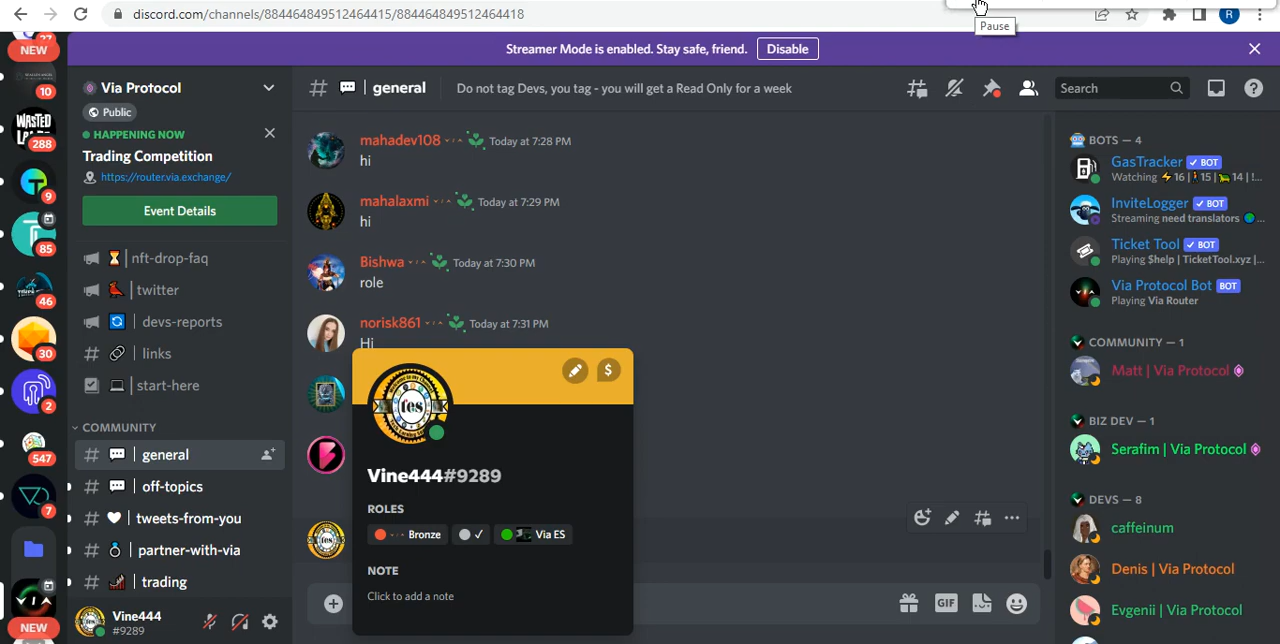 discord.com/channels/884464849512464415/884464849512464418
Pause
R
Streamer Mode is enabled. Stay safe, friend. Disable
NEW
10
WASTED
288
9
85
46
30
2
547
7
NEW
Via Protocol
Public
HAPPENING NOW
Trading Competition
https://router.via.exchange/
Event Details
nft-drop-faq
twitter
devs-reports
links
start-here
COMMUNITY
general
off-topics
tweets-from-you
partner-with-via
trading
Vine444
#9289
general
Do not tag Devs, you tag - you will get a Read Only for a week
Search
mahadev108 Today at 7:28 PM
hi
mahalaxmi Today at 7:29 PM
hi
Bishwa Today at 7:30 PM
role
norisk861 Today at 7:31 PM
Hi
fes
Vine444#9289
ROLES
Bronze ✓ Via ES
NOTE
Click to add a note
GIF
BOTS — 4
GasTracker ✓ BOT
Watching ⚡16 |🚶15 |🐢14 | !...
InviteLogger ✓ BOT
Streaming need translators
Ticket Tool ✓ BOT
Playing $help | TicketTool.xyz |...
Via Protocol Bot BOT
Playing Via Router
COMMUNITY — 1
Matt | Via Protocol
BIZ DEV — 1
Serafim | Via Protocol
DEVS — 8
caffeinum
Denis | Via Protocol
Evgenii | Via Protocol